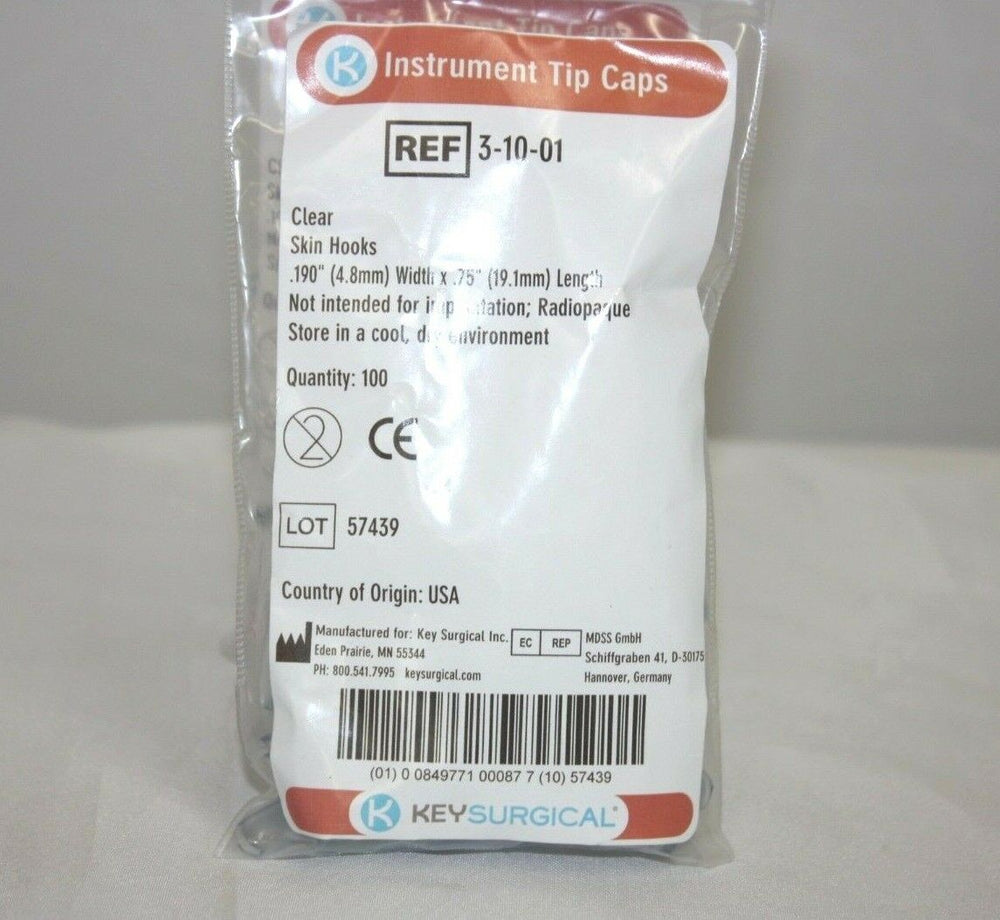 Instrument Tip Caps
REF 3-10-01
Clear
Skin Hooks
.190" (4.8mm) Width x .75" (19.1mm) Length
Not intended for Radiopaque
Store in a cool, dry environment
Quantity: 100
2 CE
LOT 57439
Country of Origin: USA
Manufactured for: Key Surgical Inc.
Eden Prairie, MN 55344
PH: 800.541.7995 keysurgical.com
EC REP
MDSS GmbH
Schiffgraben 41, D-30175
Hannover, Germany
(01) 0 0849771 00087 7 (10) 57439
K KEYSURGICAL